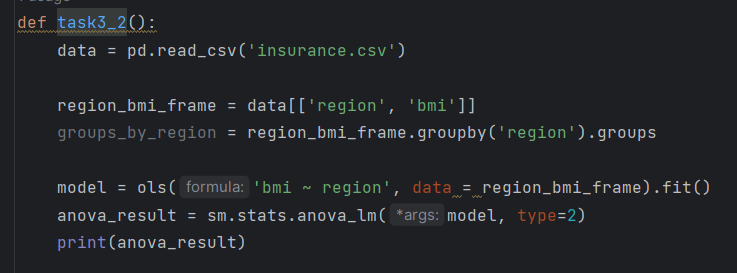 def task3_2():
data = pd.read_csv('insurance.csv')
region_bmi_frame = data[['region', 'bmi']]
groups_by_region = region_bmi_frame.groupby('region').groups
model = ols( formula: 'bmi ~ region', data = region_bmi_frame).fit()
anova_result = sm.stats.anova_lm( *args: model, type=2)
print(anova_result)